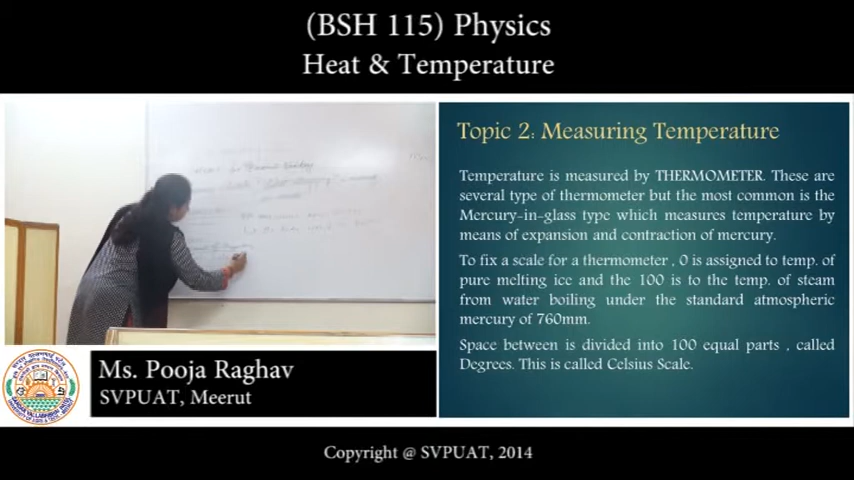 (BSH 115) Physics
Heat & Temperature
Topic 2: Measuring Temperature
Temperature is measured by THERMOMETER. These are
several type of thermometer but the most common is the
Mercury-in-glass type which measures temperature by
means of expansion and contraction of mercury.
To fix a scale for a thermometer , 0 is assigned to temp. of
pure melting ice and the 100 is to the temp. of steam
from water boiling under the standard atmospheric
mercury of 760mm.
Space between is divided into 100 equal parts , called
Degrees. This is called Celsius Scale.
Ms. Pooja Raghav
SVPUAT, Meerut
Copyright @ SVPUAT, 2014